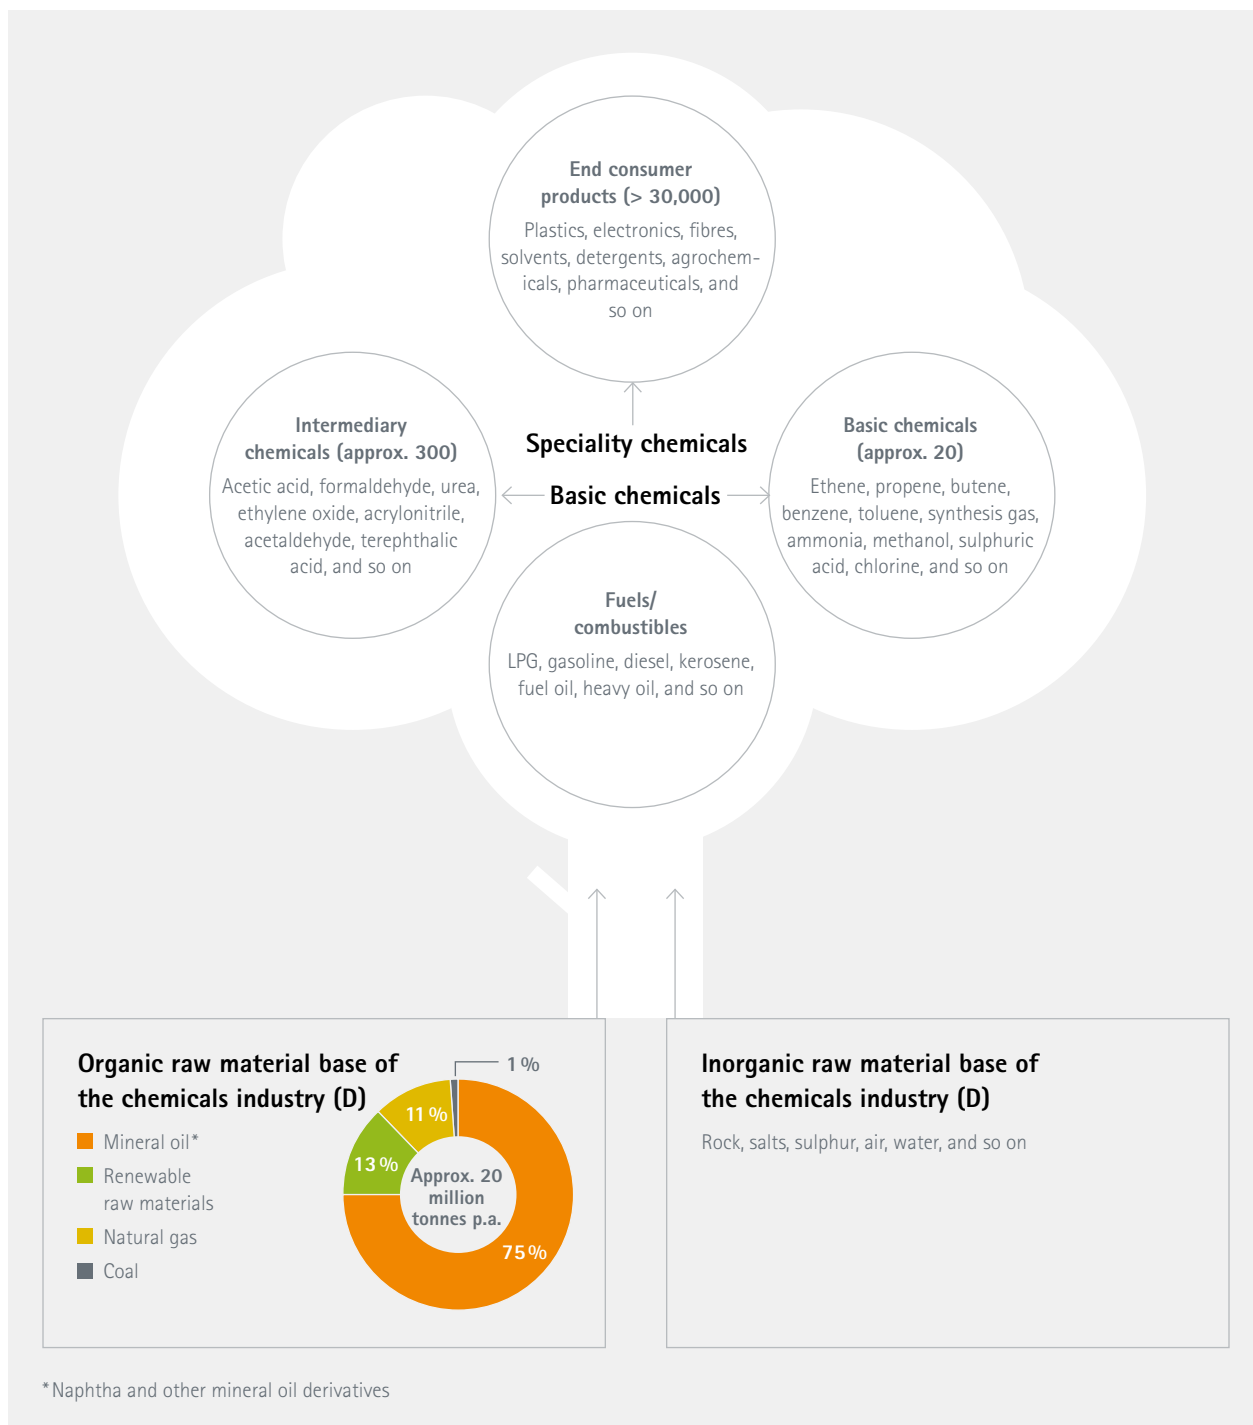 End consumer
products (> 30,000)
Plastics, electronics, fibres,
solvents, detergents, agrochem-
icals, pharmaceuticals, and
so on
Intermediary
chemicals (approx. 300)
Acetic acid, formaldehyde, urea,
ethylene oxide, acrylonitrile,
acetaldehyde, terephthalic
acid, and so on
Speciality chemicals
Basic chemicals
Basic chemicals
(approx. 20)
Ethene, propene, butene,
benzene, toluene, synthesis gas,
ammonia, methanol, sulphuric
acid, chlorine, and so on
Fuels/
combustibles
LPG, gasoline, diesel, kerosene,
fuel oil, heavy oil, and so on
Organic raw material base of
the chemicals industry (D)
Mineral oil*
Renewable
raw materials
Natural gas
Coal
1 %
11 %
13 %
Approx. 20
million
tonnes p.a.
75 %
Inorganic raw material base of
the chemicals industry (D)
Rock, salts, sulphur, air, water, and so on
* Naphtha and other mineral oil derivatives